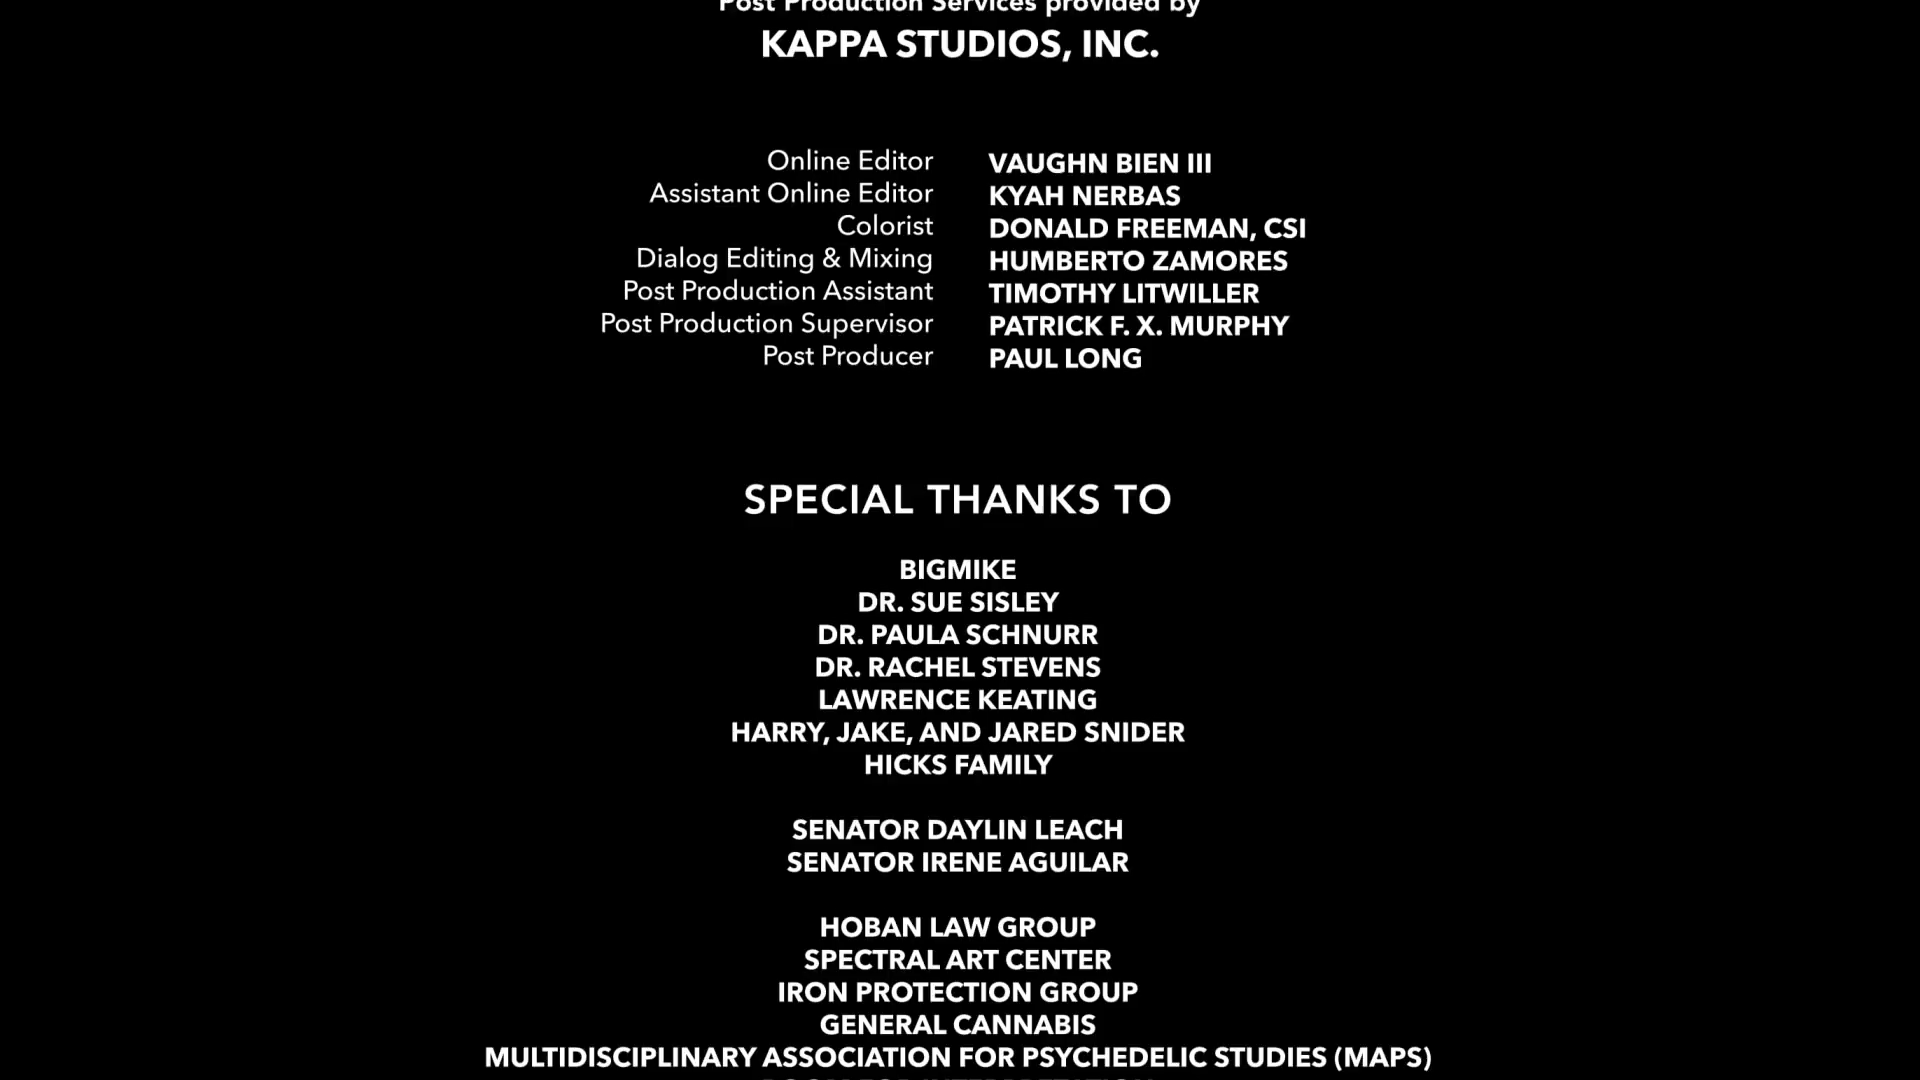 Post Production Services provided by
KAPPA STUDIOS, INC.
Online Editor VAUGHN BIEN III
Assistant Online Editor KYAH NERBAS
Colorist DONALD FREEMAN, CSI
Dialog Editing & Mixing HUMBERTO ZAMORES
Post Production Assistant TIMOTHY LITWILLER
Post Production Supervisor PATRICK F. X. MURPHY
Post Producer PAUL LONG
SPECIAL THANKS TO
BIGMIKE
DR. SUE SISLEY
DR. PAULA SCHNURR
DR. RACHEL STEVENS
LAWRENCE KEATING
HARRY, JAKE, AND JARED SNIDER
HICKS FAMILY
SENATOR DAYLIN LEACH
SENATOR IRENE AGUILAR
HOBAN LAW GROUP
SPECTRAL ART CENTER
IRON PROTECTION GROUP
GENERAL CANNABIS
MULTIDISCIPLINARY ASSOCIATION FOR PSYCHEDELIC STUDIES (MAPS)